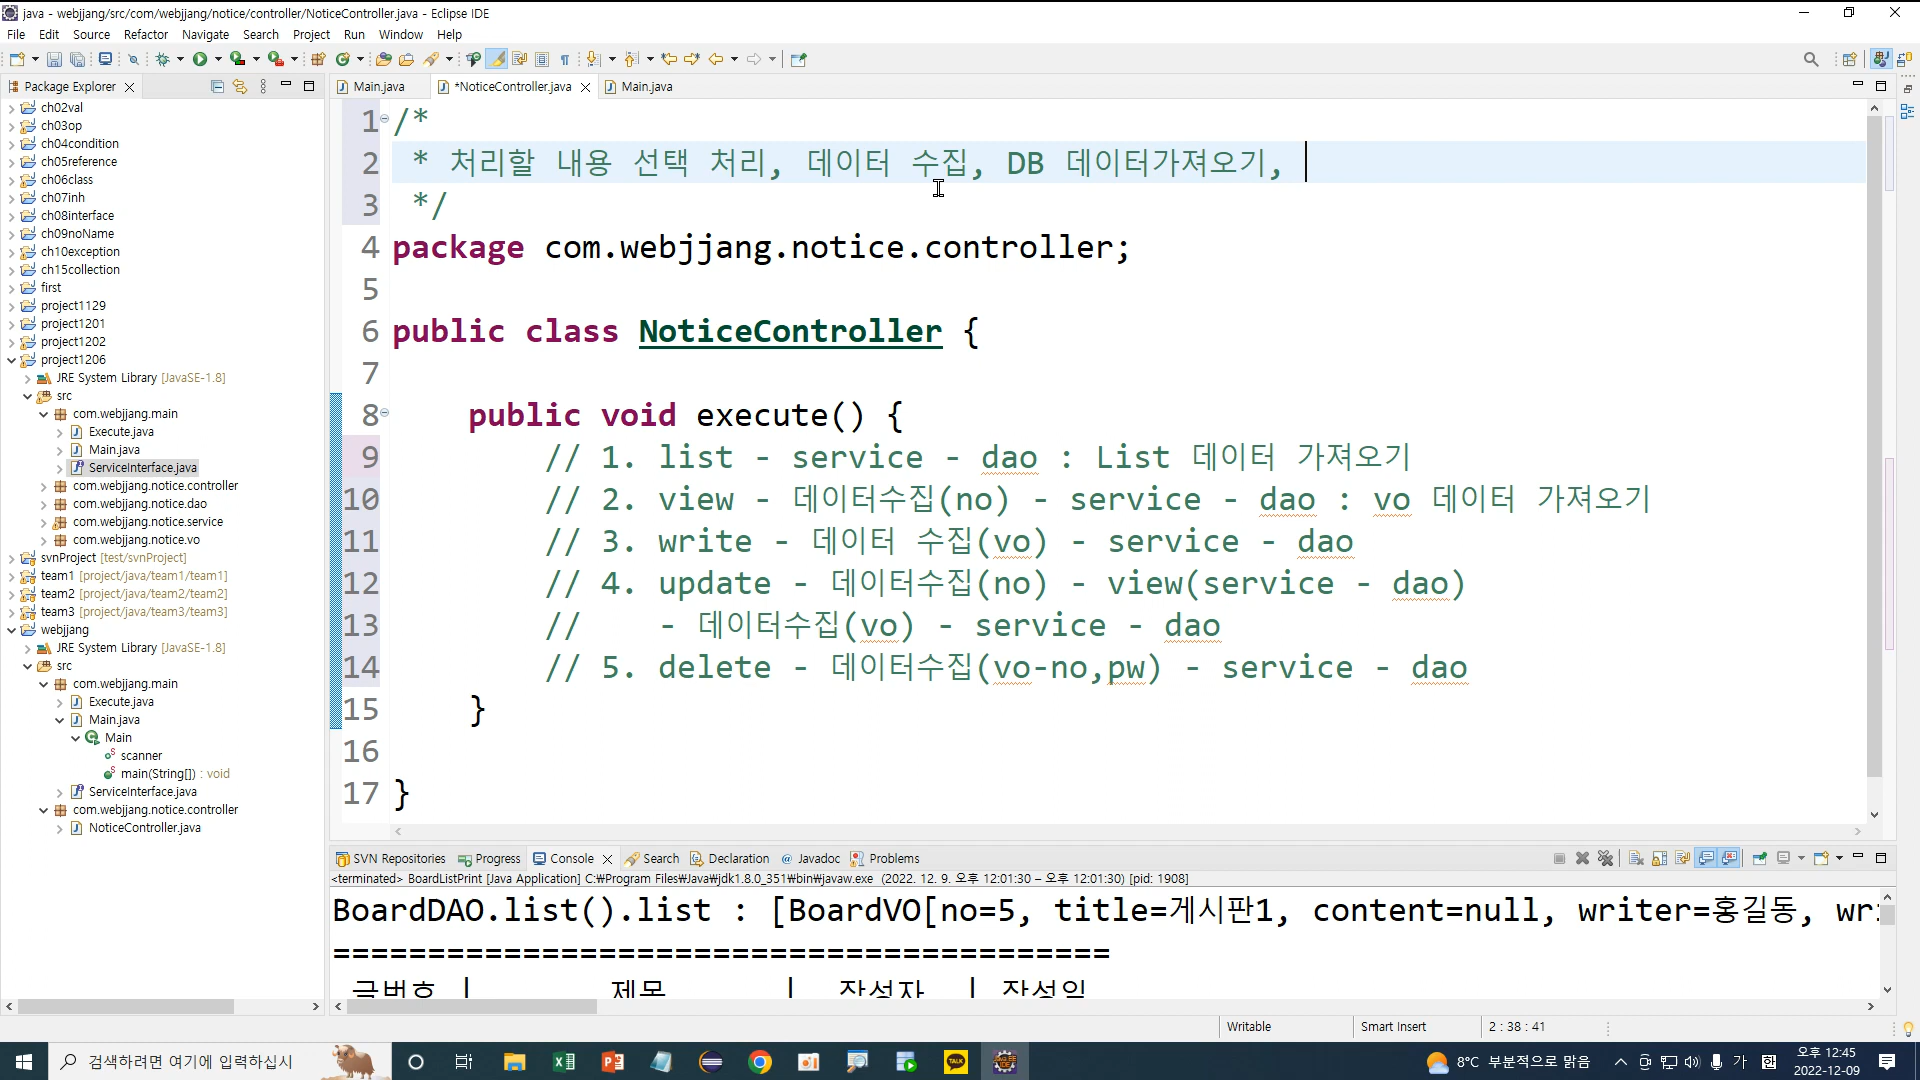 java - webjjang/src/com/webjjang/notice/controller/NoticeController.java - Eclipse IDE
File Edit Source Refactor Navigate Search Project Run Window Help
Package Explorer
Main.java
*NoticeController.java
Main.java
ch02val
ch03op
ch04condition
ch05reference
ch06class
ch07inh
ch08interface
ch09noName
ch10exception
ch15collection
first
project1129
project1201
project1202
project1206
JRE System Library [JavaSE-1.8]
src
com.webjjang.main
Execute.java
Main.java
ServiceInterface.java
com.webjjang.notice.controller
com.webjjang.notice.dao
com.webjjang.notice.service
com.webjjang.notice.vo
svnProject [test/svnProject]
team1 [project/java/team1/team1]
team2 [project/java/team2/team2]
team3 [project/java/team3/team3]
webjjang
JRE System Library [JavaSE-1.8]
src
com.webjjang.main
Execute.java
Main.java
Main
scanner
main(String[]) : void
ServiceInterface.java
com.webjjang.notice.controller
NoticeController.java
1 /*
2 * 처리할 내용 선택 처리, 데이터 수집, DB 데이터가져오기,
3 */
4 package com.webjjang.notice.controller;
5
6 public class NoticeController {
7
8 public void execute() {
9 // 1. list - service - dao : List 데이터 가져오기
10 // 2. view - 데이터수집(no) - service - dao : vo 데이터 가져오기
11 // 3. write - 데이터 수집(vo) - service - dao
12 // 4. update - 데이터수집(no) - view(service - dao)
13 // - 데이터수집(vo) - service - dao
14 // 5. delete - 데이터수집(vo-no,pw) - service - dao
15 }
16
17 }
SVN Repositories Progress Console Search Declaration Javadoc Problems
<terminated> BoardListPrint [Java Application] C:￦Program Files￦Java￦jdk1.8.0_351￦bin￦javaw.exe (2022. 12. 9. 오후 12:01:30 – 오후 12:01:30) [pid: 1908]
BoardDAO.list().list : [BoardVO[no=5, title=게시판1, content=null, writer=홍길동, wri
=========================================
글번호 | 제목 | 작성자 | 작성일
Writable Smart Insert 2 : 38 : 41
검색하려면 여기에 입력하십시
TALK
8°C 부분적으로 맑음
가
오후 12:45
2022-12-09